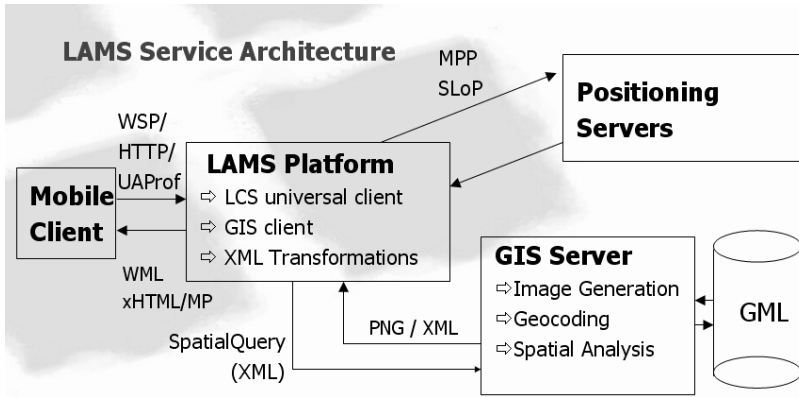 LAMS Service Architecture
MPP
SLoP
Positioning
Servers
WSP/
HTTP/
UAProf
LAMS Platform
⇨ LCS universal client
⇨ GIS client
⇨ XML Transformations
Mobile
Client
WML
xHTML/MP
GIS Server
⇨Image Generation
⇨Geocoding
⇨Spatial Analysis
GML
PNG / XML
SpatialQuery
(XML)